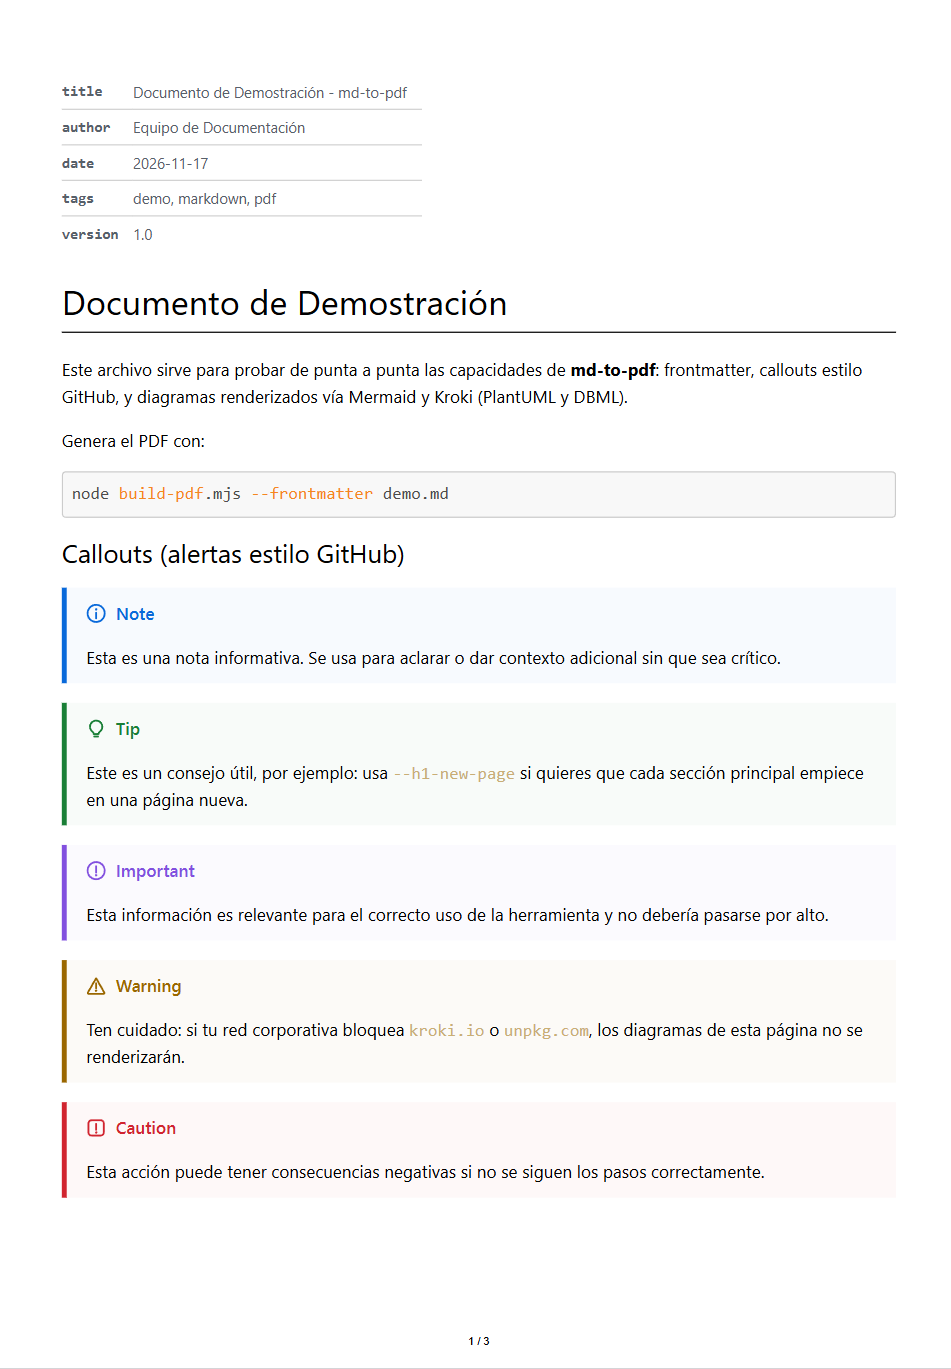 title Documento de Demostración - md-to-pdf
author Equipo de Documentación
date 2026-11-17
tags demo, markdown, pdf
version 1.0
Documento de Demostración
Este archivo sirve para probar de punta a punta las capacidades de md-to-pdf: frontmatter, callouts estilo
GitHub, y diagramas renderizados vía Mermaid y Kroki (PlantUML y DBML).
Genera el PDF con:
node build-pdf.mjs --frontmatter demo.md
Callouts (alertas estilo GitHub)
Note
Esta es una nota informativa. Se usa para aclarar o dar contexto adicional sin que sea crítico.
Tip
Este es un consejo útil, por ejemplo: usa --h1-new-page si quieres que cada sección principal empiece
en una página nueva.
Important
Esta información es relevante para el correcto uso de la herramienta y no debería pasarse por alto.
Warning
Ten cuidado: si tu red corporativa bloquea kroki.io o unpkg.com, los diagramas de esta página no se
renderizarán.
Caution
Esta acción puede tener consecuencias negativas si no se siguen los pasos correctamente.
1 / 3